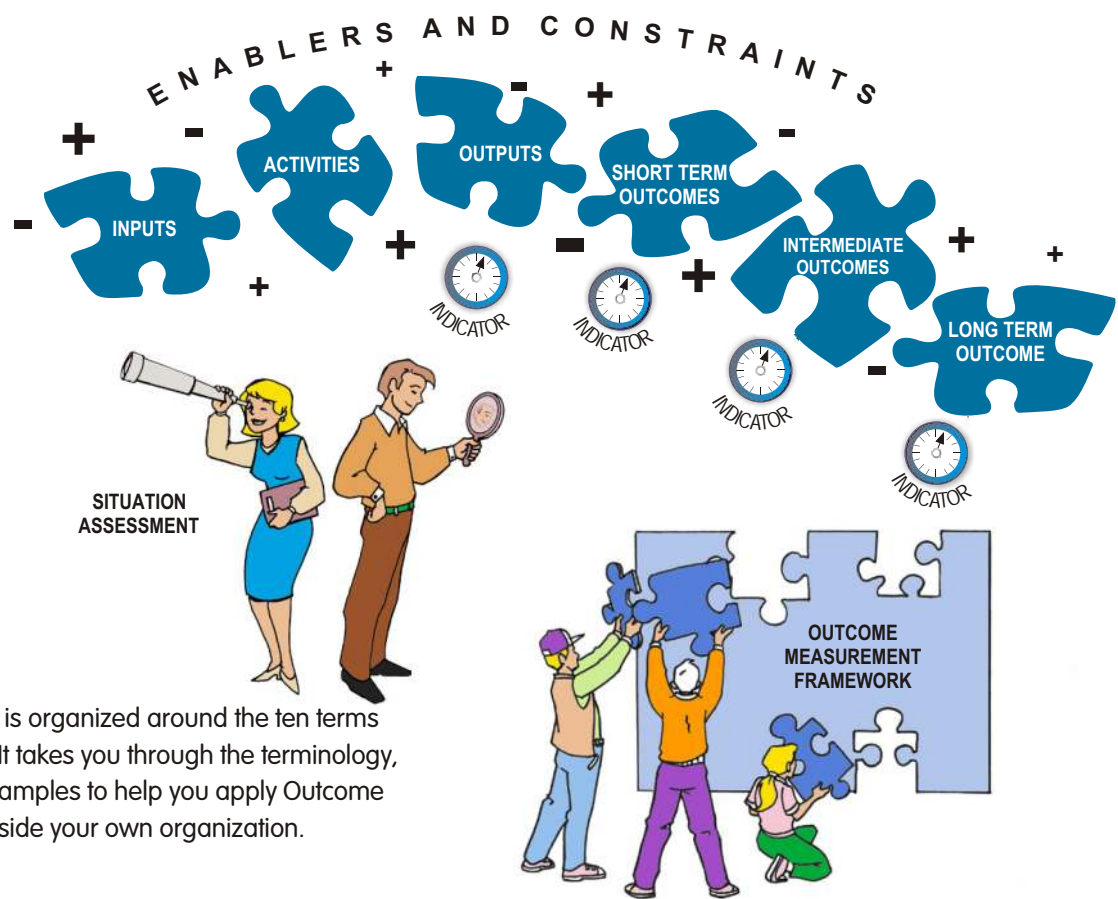 ENABLERS AND CONSTRAINTS
INPUTS
ACTIVITIES
OUTPUTS
SHORT TERM
OUTCOMES
INTERMEDIATE
OUTCOMES
LONG TERM
OUTCOME
INDICATOR
INDICATOR
INDICATOR
INDICATOR
SITUATION
ASSESSMENT
OUTCOME
MEASUREMENT
FRAMEWORK
is organized around the ten terms
It takes you through the terminology,
amples to help you apply Outcome
side your own organization.